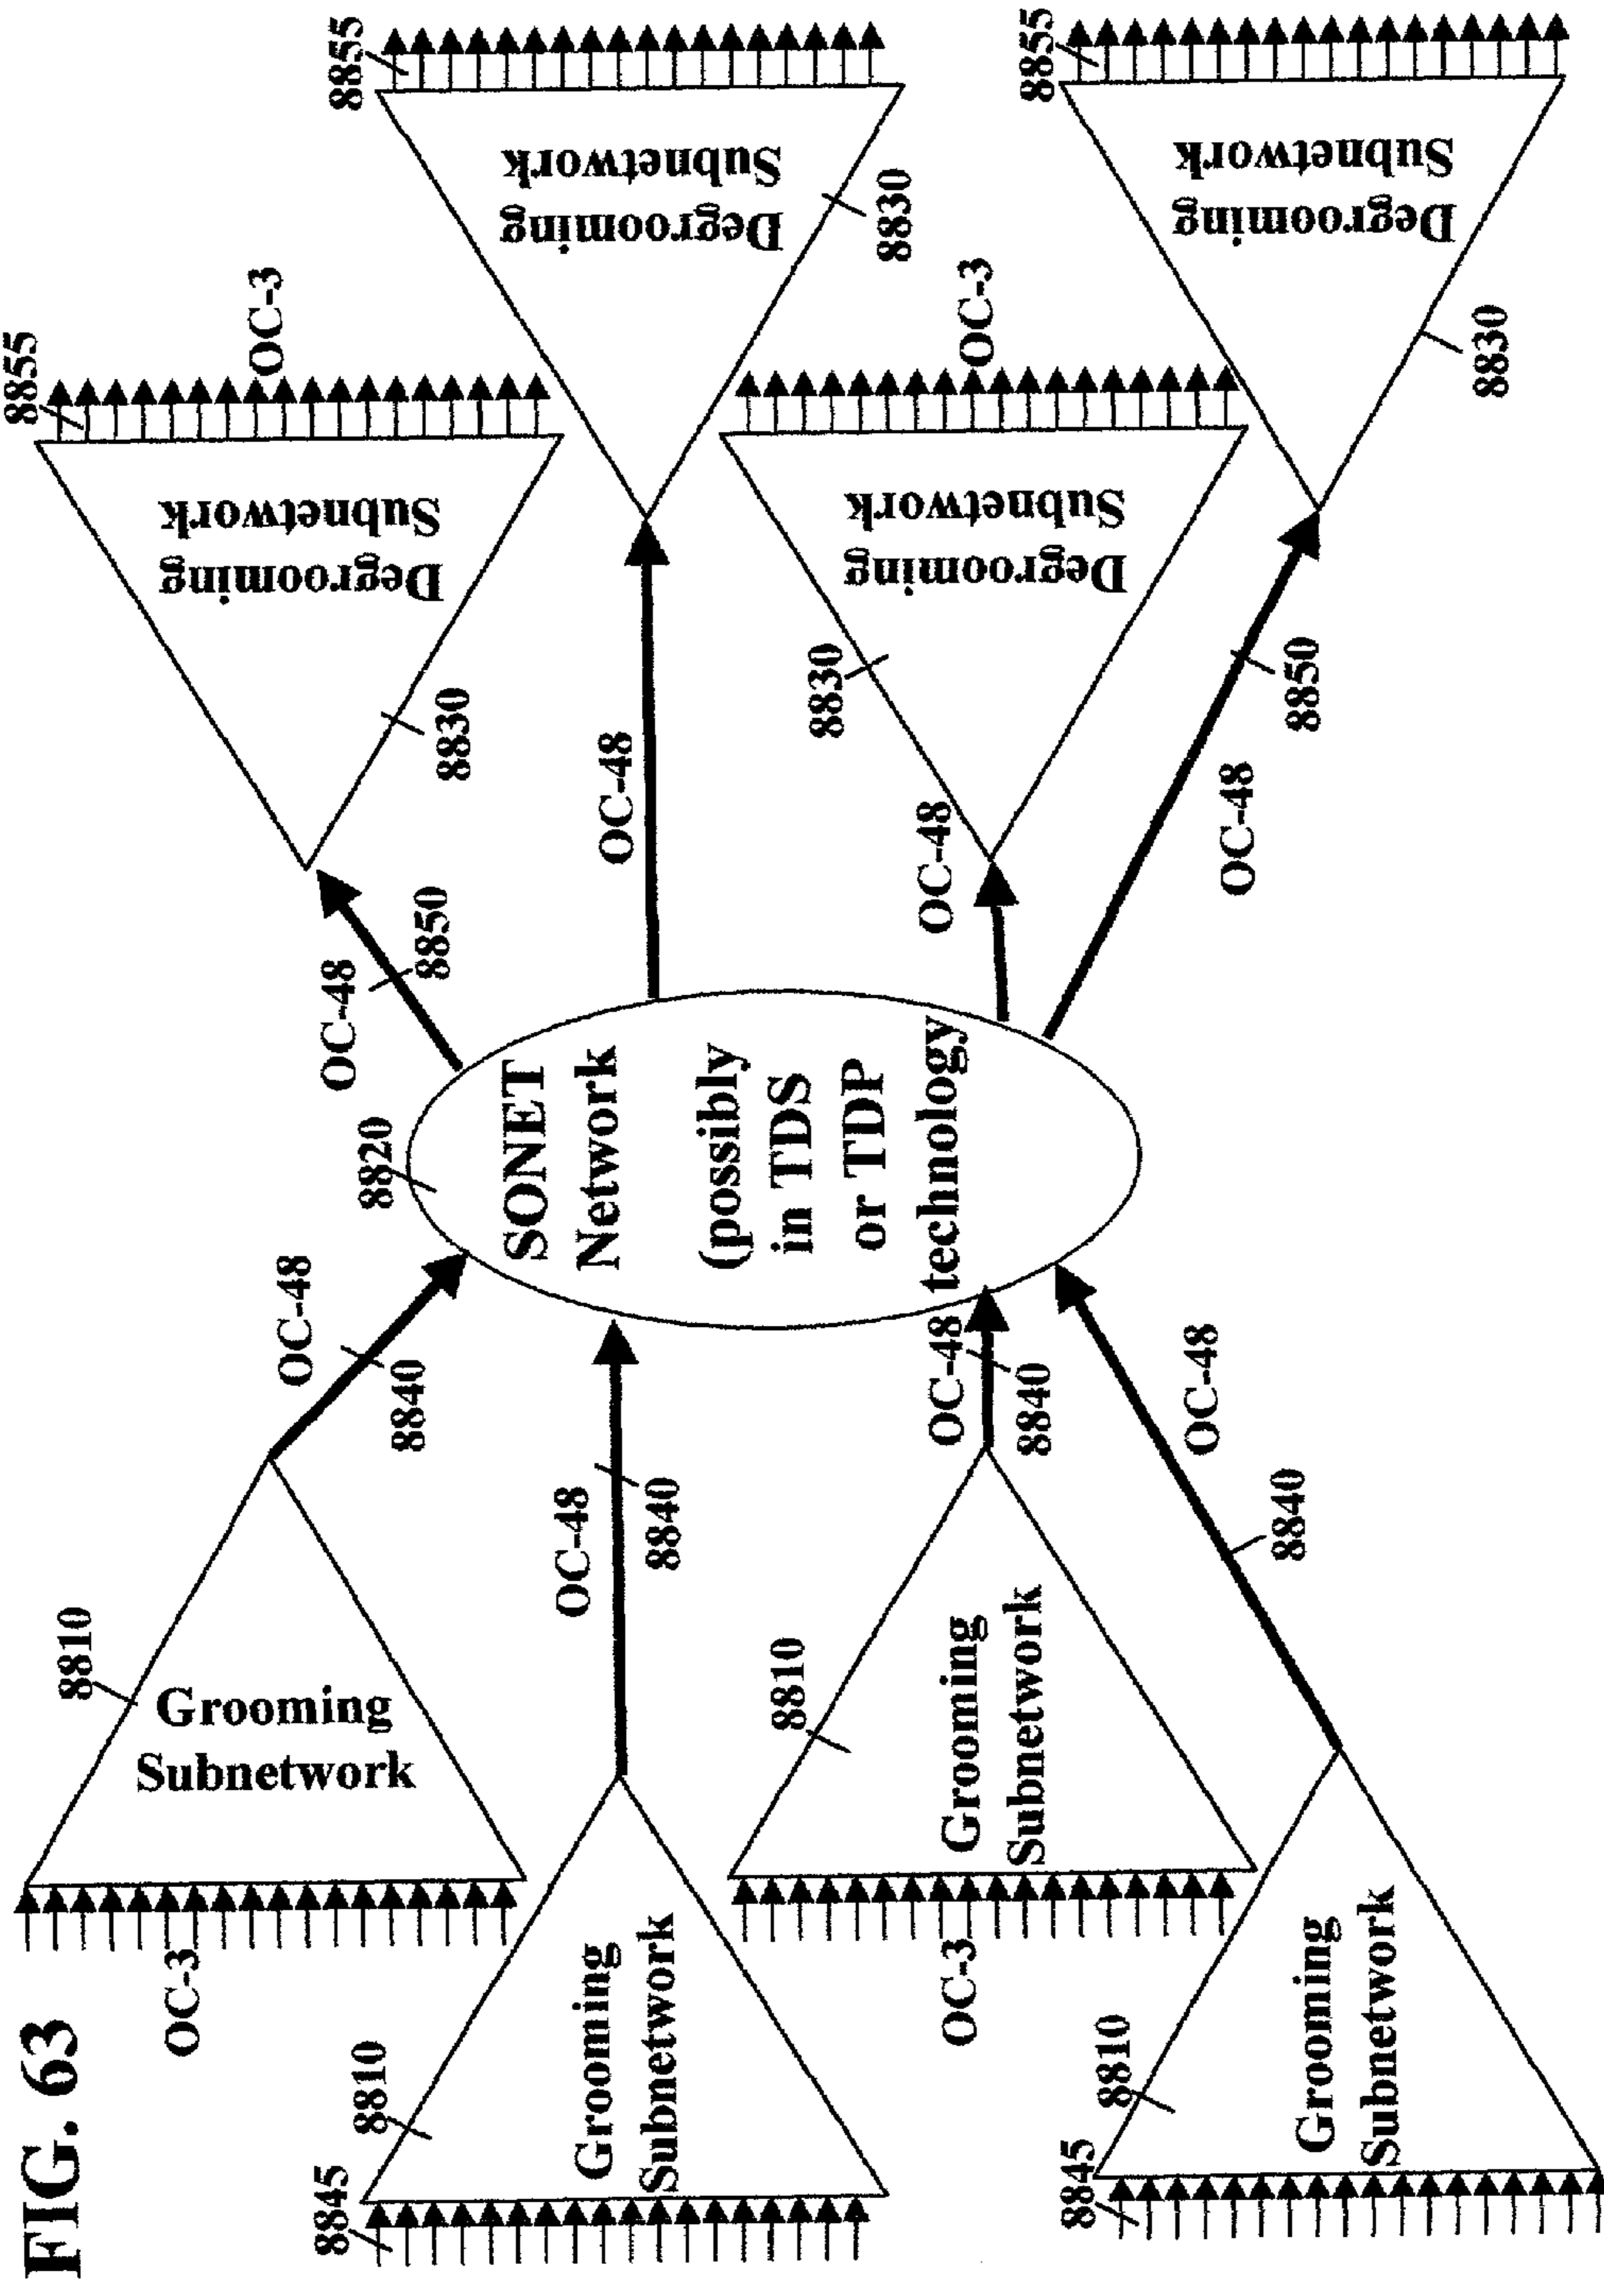 FIG. 63
8810
Grooming
Subnetwork
OC-3
OC-48
8840
8845
8810
Grooming
Subnetwork
OC-48
8840
8810
Grooming
Subnetwork
OC-3
OC-48
8840
8845
8810
Grooming
Subnetwork
OC-48
8840
8820
SONET
Network
(possibly
in TDS
or TDP
technology
OC-48
8850
8830
Degrooming
Subnetwork
8855
OC-3
OC-48
8830
Degrooming
Subnetwork
8855
OC-48
8830
Degrooming
Subnetwork
OC-3
OC-48
8850
8830
Degrooming
Subnetwork
8855